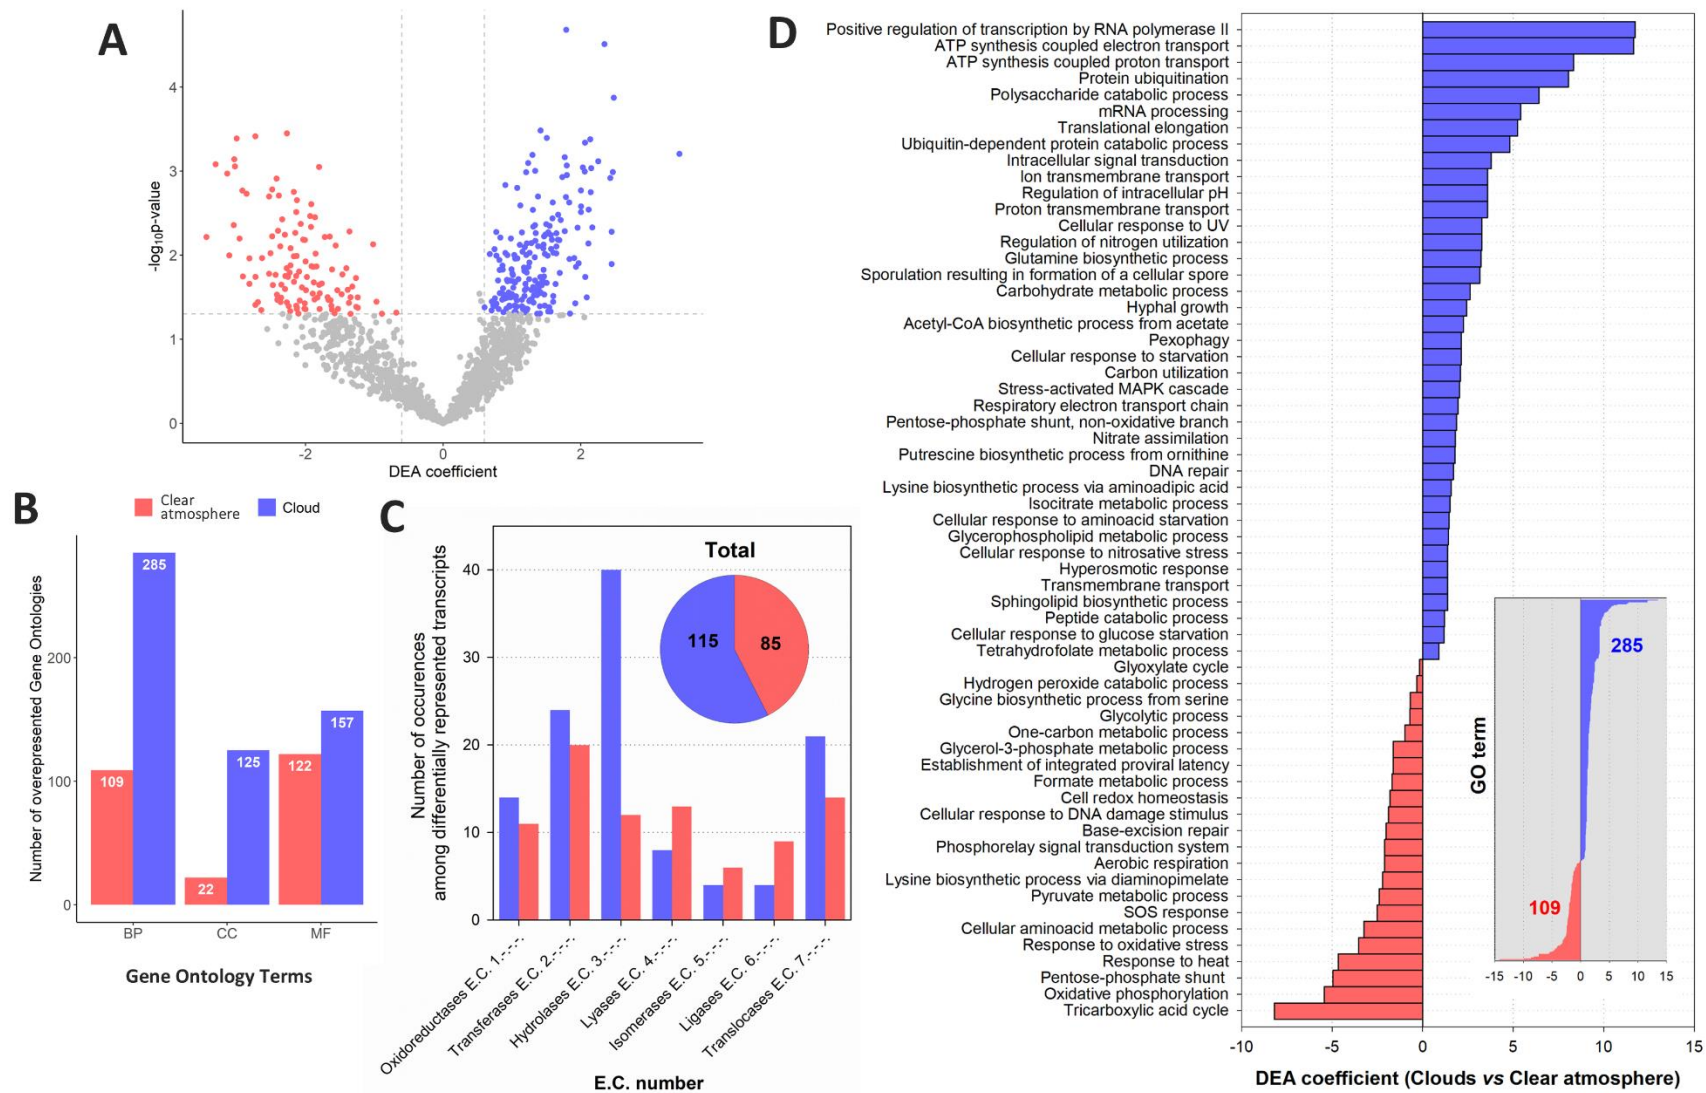 A
4
3
2
1
0
-log10p-value
-2
0
2
DEA coefficient
B
Clear
atmosphere
Cloud
Number of overepresented Gene Ontologies
200
100
0
109
285
22
125
122
157
BP
CC
MF
Gene Ontology Terms
C
Number of occurences
among differentially represented transcripts
40
30
20
10
0
Total
115
85
Oxidoreductases E.C. 1.-.-.-.
Transferases E.C. 2.-.-.-.
Hydrolases E.C. 3.-.-.-.
Lyases E.C. 4.-.-.-.
Isomerases E.C. 5.-.-.-.
Ligases E.C. 6.-.-.-.
Translocases E.C. 7.-.-.-.
E.C. number
D
Positive regulation of transcription by RNA polymerase II
ATP synthesis coupled electron transport
ATP synthesis coupled proton transport
Protein ubiquitination
Polysaccharide catabolic process
mRNA processing
Translational elongation
Ubiquitin-dependent protein catabolic process
Intracellular signal transduction
Ion transmembrane transport
Regulation of intracellular pH
Proton transmembrane transport
Cellular response to UV
Regulation of nitrogen utilization
Glutamine biosynthetic process
Sporulation resulting in formation of a cellular spore
Carbohydrate metabolic process
Hyphal growth
Acetyl-CoA biosynthetic process from acetate
Pexophagy
Cellular response to starvation
Carbon utilization
Stress-activated MAPK cascade
Respiratory electron transport chain
Pentose-phosphate shunt, non-oxidative branch
Nitrate assimilation
Putrescine biosynthetic process from ornithine
DNA repair
Lysine biosynthetic process via aminoadipic acid
Isocitrate metabolic process
Cellular response to aminoacid starvation
Glycerophospholipid metabolic process
Cellular response to nitrosative stress
Hyperosmotic response
Transmembrane transport
Sphingolipid biosynthetic process
Peptide catabolic process
Cellular response to glucose starvation
Tetrahydrofolate metabolic process
Glyoxylate cycle
Hydrogen peroxide catabolic process
Glycine biosynthetic process from serine
Glycolytic process
One-carbon metabolic process
Glycerol-3-phosphate metabolic process
Establishment of integrated proviral latency
Formate metabolic process
Cell redox homeostasis
Cellular response to DNA damage stimulus
Base-excision repair
Phosphorelay signal transduction system
Aerobic respiration
Lysine biosynthetic process via diaminopimelate
Pyruvate metabolic process
SOS response
Cellular aminoacid metabolic process
Response to oxidative stress
Response to heat
Pentose-phosphate shunt
Oxidative phosphorylation
Tricarboxylic acid cycle
-10
-5
0
5
10
15
DEA coefficient (Clouds vs Clear atmosphere)
GO term
285
109
-15
-10
-5
0
5
10
15